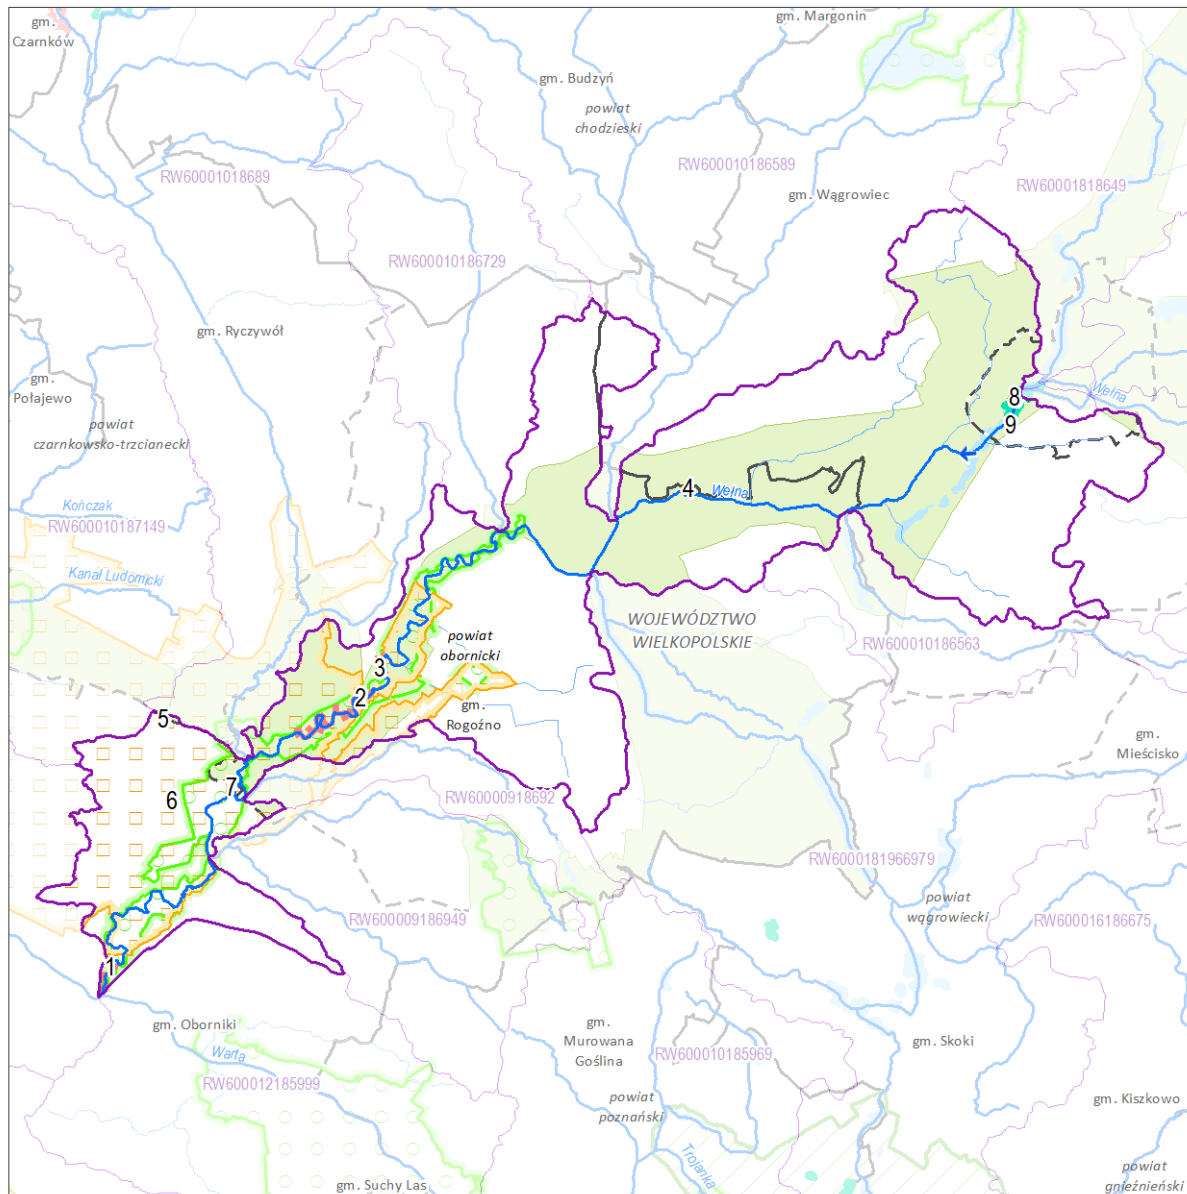 gm. Margonin
gm.
Czarnków
gm. Budzyń
powiat
chodzieski
RW600010186589
RW60001018689
RW60001818649
gm. Wągrowiec
RW600010186729
gm. Ryczywół
gm.
Połajewo
Wełna
8
9
powiat
czarnkowsko-trzcianecki
4
Wełna
Kończak
RW600010187149
Kanał Ludomicki
WOJEWÓDZTWO
WIELKOPOLSKIE
powiat
obornicki
RW600010186563
3
2
gm.
Rogoźno
5
gm.
Mieścisko
7
6
RW60000918692
RW6000181966979
powiat
wągrowiecki
RW600009186949
RW600016186675
1
gm. Oborniki
gm.
Murowana
Goślina
gm. Skoki
Warta
RW600010185969
RW600012185999
powiat
poznański
gm. Kiszkowo
Trojanka
powiat
gnieźnieński
gm. Suchy Las